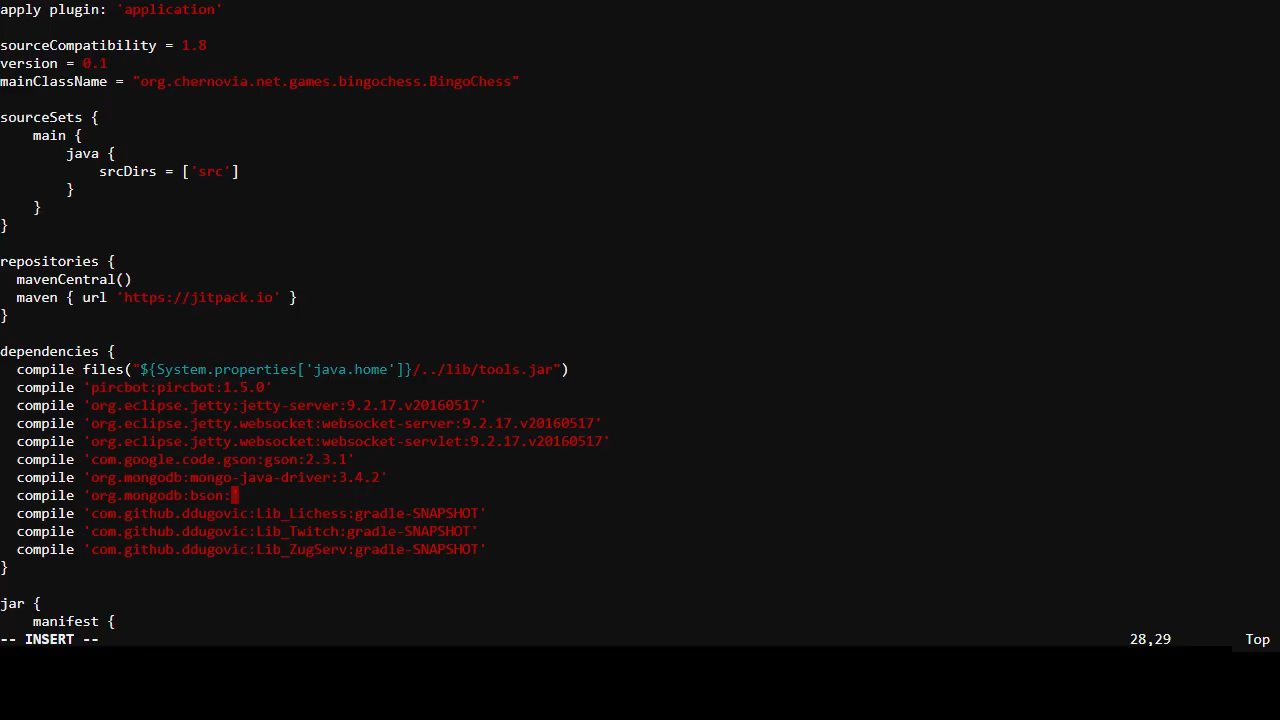 apply plugin: 'application'
sourceCompatibility = 1.8
version = 0.1
mainClassName = "org.chernovia.net.games.bingochess.BingoChess"
sourceSets {
    main {
        java {
            srcDirs = ['src']
        }
    }
}
repositories {
  mavenCentral()
  maven { url 'https://jitpack.io' }
}
dependencies {
  compile files("${System.properties['java.home']}/../lib/tools.jar")
  compile 'pircbot:pircbot:1.5.0'
  compile 'org.eclipse.jetty:jetty-server:9.2.17.v20160517'
  compile 'org.eclipse.jetty.websocket:websocket-server:9.2.17.v20160517'
  compile 'org.eclipse.jetty.websocket:websocket-servlet:9.2.17.v20160517'
  compile 'com.google.code.gson:gson:2.3.1'
  compile 'org.mongodb:mongo-java-driver:3.4.2'
  compile 'org.mongodb:bson:'
  compile 'com.github.ddugovic:Lib_Lichess:gradle-SNAPSHOT'
  compile 'com.github.ddugovic:Lib_Twitch:gradle-SNAPSHOT'
  compile 'com.github.ddugovic:Lib_ZugServ:gradle-SNAPSHOT'
}
jar {
    manifest {
-- INSERT -- 28,29 Top